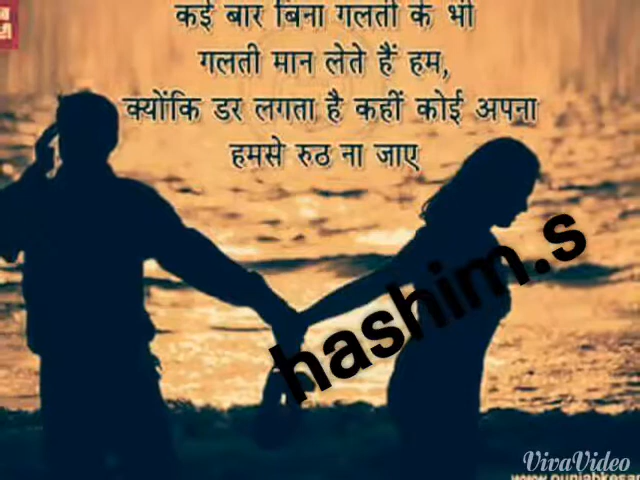 री
कई बार बिना गलती के भी
गलती मान लेते हैं हम,
क्योंकि डर लगता है कहीं कोई अपना
हमसे रुठ ना जाए
hashim.s
VivaVideo